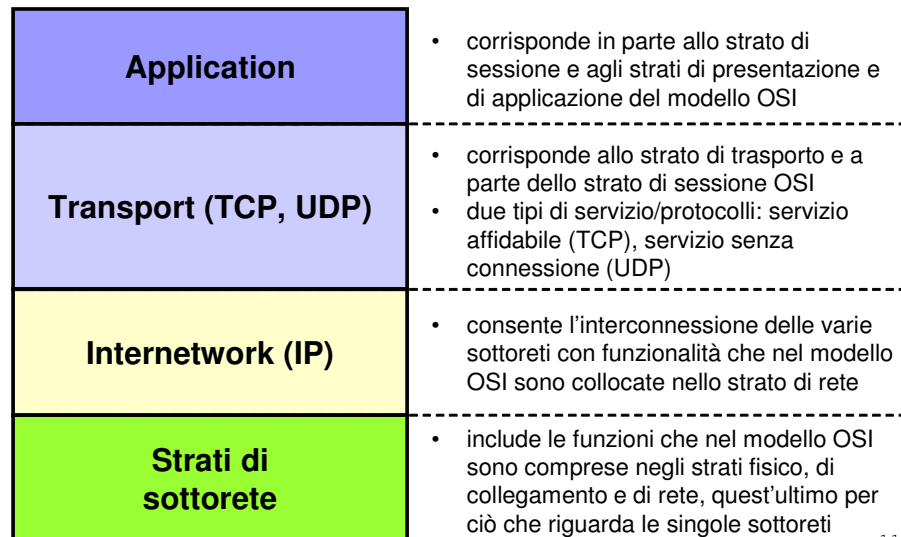 Application
• corrisponde in parte allo strato di
sessione e agli strati di presentazione e
di applicazione del modello OSI
Transport (TCP, UDP)
• corrisponde allo strato di trasporto e a
parte dello strato di sessione OSI
• due tipi di servizio/protocolli: servizio
affidabile (TCP), servizio senza
connessione (UDP)
Internetwork (IP)
• consente l'interconnessione delle varie
sottoreti con funzionalità che nel modello
OSI sono collocate nello strato di rete
Strati di
sottorete
• include le funzioni che nel modello OSI
sono comprese negli strati fisico, di
collegamento e di rete, quest'ultimo per
ciò che riguarda le singole sottoreti